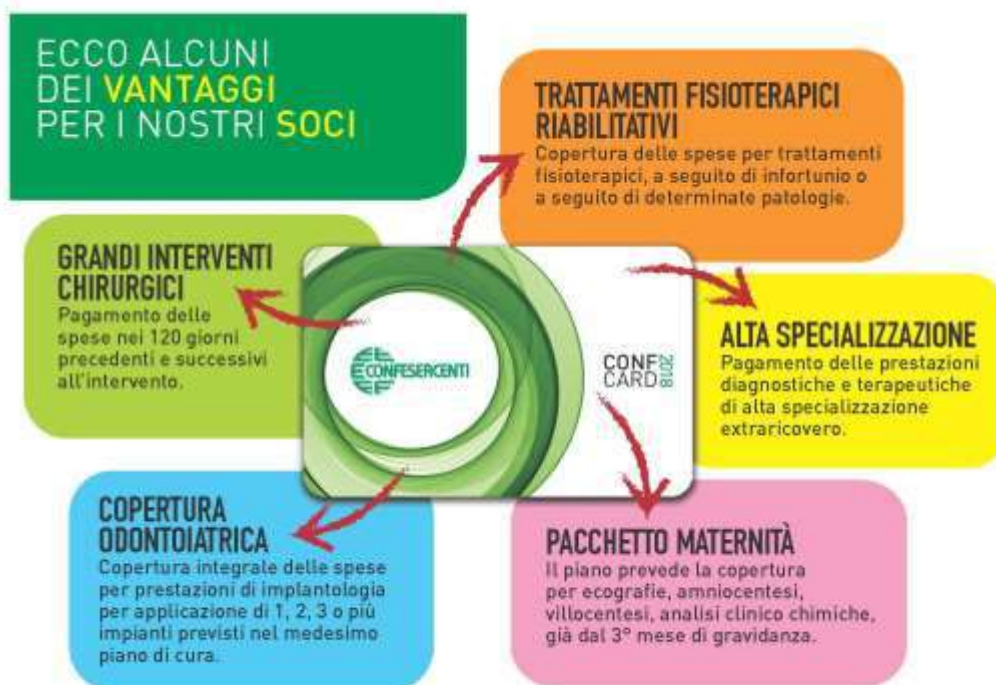 ECCO ALCUNI
DEI VANTAGGI
PER I NOSTRI SOCI
TRATTAMENTI FISIOTERAPICI
RIABILITATIVI
Copertura delle spese per trattamenti
fisioterapici, a seguito di infortunio o
a seguito di determinate patologie.
GRANDI INTERVENTI
CHIRURGICI
Pagamento delle
spese nei 120 giorni
precedenti e successivi
all'intervento.
CONFESERCENTI
CONF
CARD
2018
ALTA SPECIALIZZAZIONE
Pagamento delle prestazioni
diagnostiche e terapeutiche
di alta specializzazione
extraricovero.
COPERTURA
ODONTOIATRICA
Copertura integrale delle spese
per prestazioni di implantologia
per applicazione di 1, 2, 3 o più
impianti previsti nel medesimo
piano di cura.
PACCHETTO MATERNITÀ
Il piano prevede la copertura
per ecografie, amniocentesi,
villocentesi, analisi clinico chimiche,
già dal 3° mese di gravidanza.